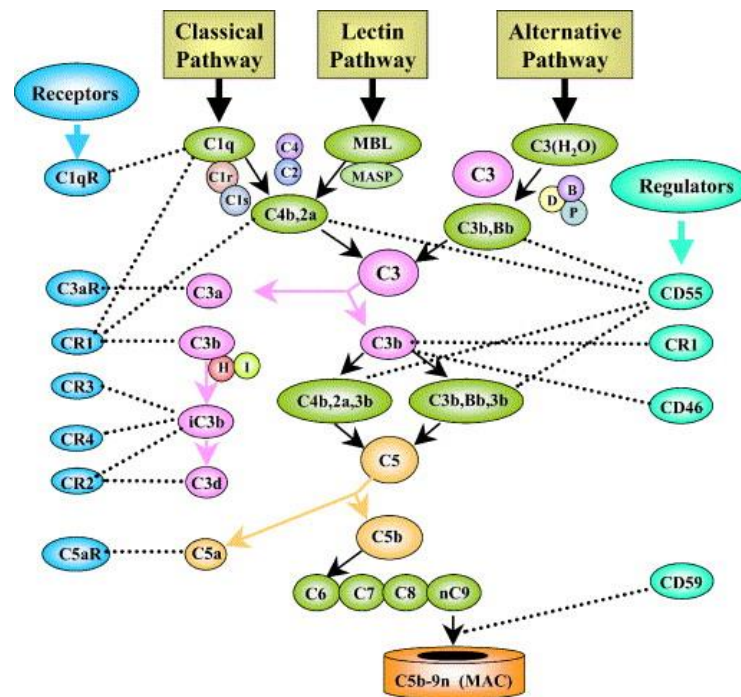 Classical
Pathway
Lectin
Pathway
Alternative
Pathway
Receptors
C1q
C4
C2
MBL
MASP
C3(H₂O)
C1qR
C1r
C1s
C3
D
B
P
Regulators
C4b,2a
C3b,Bb
C3
C3aR
C3a
CD55
CR1
C3b
H
I
C3b
CR1
CR3
iC3b
C4b,2a,3b
C3b,Bb,3b
CD46
CR4
CR2
C3d
C5
C5aR
C5a
C5b
C6
C7
C8
nC9
CD59
C5b-9n (MAC)